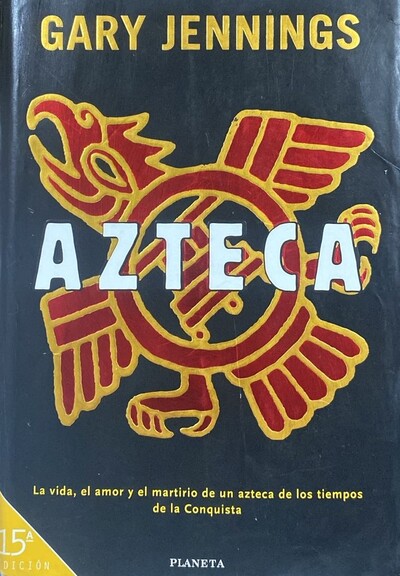 GARY JENNINGS
AZTECA
La vida, el amor y el martirio de un azteca de los tiempos
de la Conquista
15ª
EDICIÓN
PLANETA